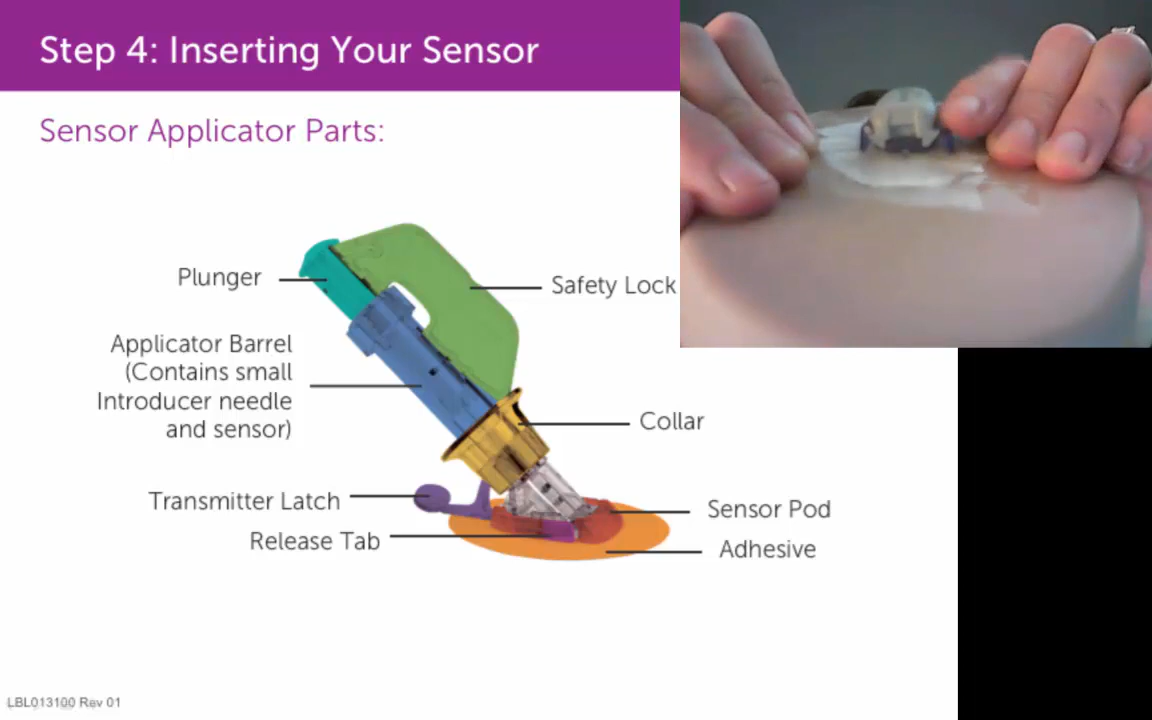 Step 4: Inserting Your Sensor
Sensor Applicator Parts:
Plunger
Safety Lock
Applicator Barrel
(Contains small
Introducer needle
and sensor)
Collar
Transmitter Latch
Sensor Pod
Release Tab
Adhesive
LBL013100 Rev 01